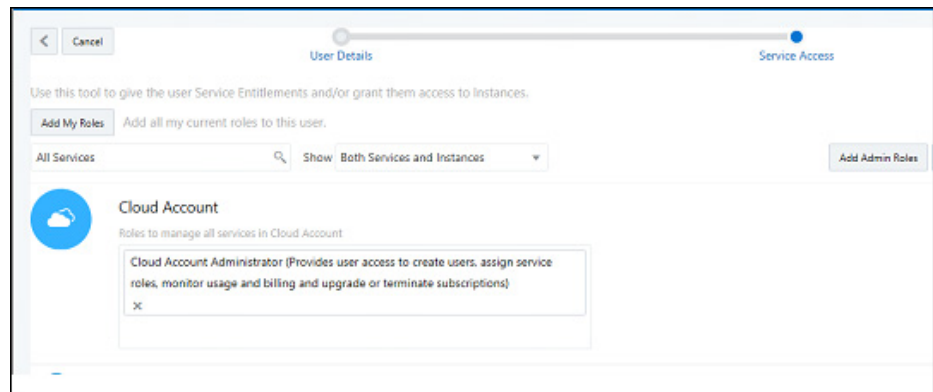 Cancel
User Details
Service Access
Use this tool to give the user Service Entitlements and/or grant them access to Instances.
Add My Roles Add all my current roles to this user.
All Services Show Both Services and Instances Add Admin Roles
Cloud Account
Roles to manage all services in Cloud Account
Cloud Account Administrator (Provides user access to create users, assign service
roles, monitor usage and billing and upgrade or terminate subscriptions)